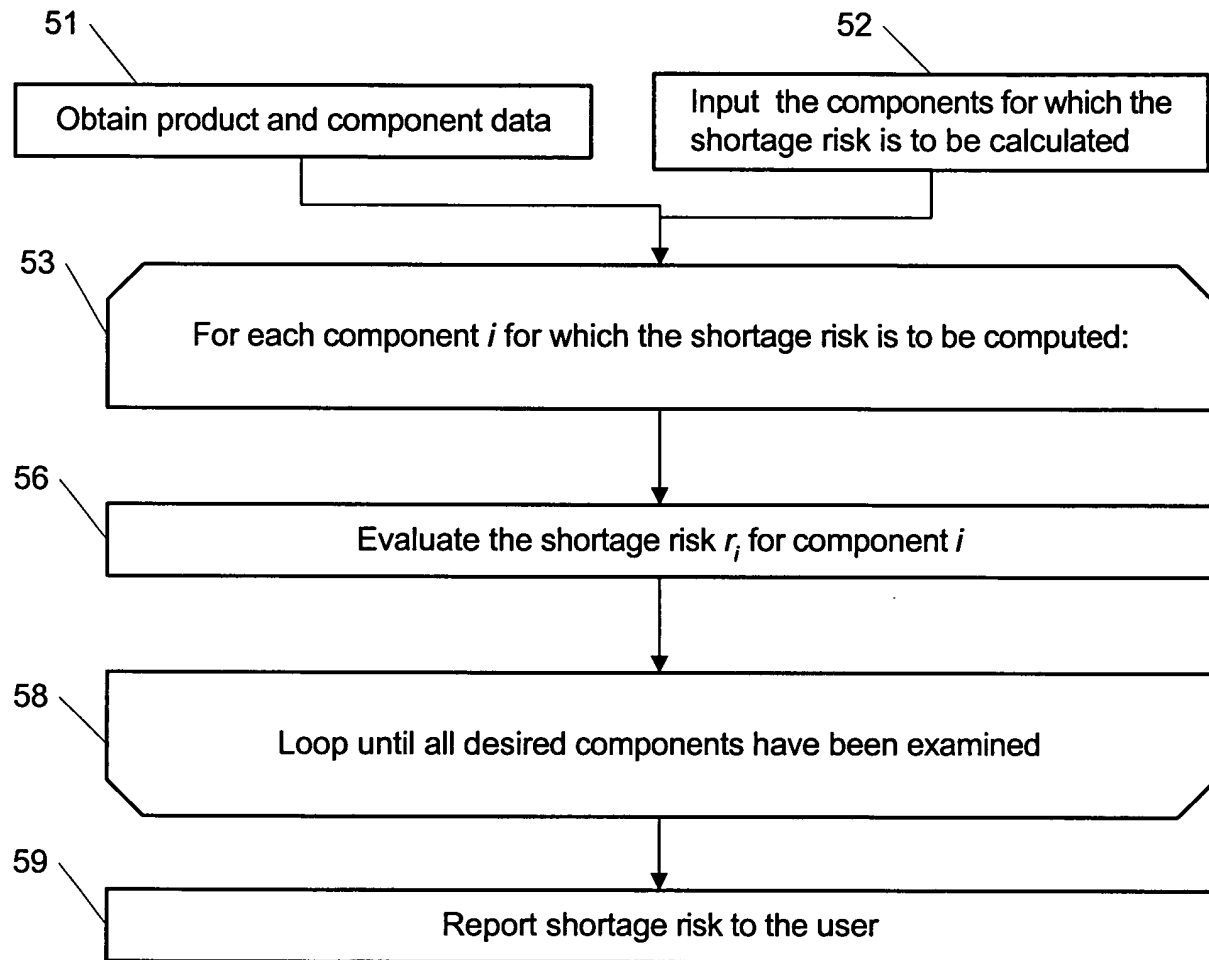 51
52
Obtain product and component data
Input the components for which the
shortage risk is to be calculated
53
For each component i for which the shortage risk is to be computed:
56
Evaluate the shortage risk r_i for component i
58
Loop until all desired components have been examined
59
Report shortage risk to the user